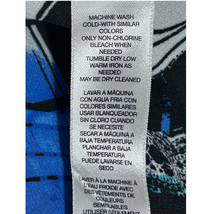 MACHINE WASH
COLD-WITH SIMILAR
COLORS
ONLY NON-CHLORINE
BLEACH WHEN
NEEDED
TUMBLE DRY LOW
WARM IRON AS
NEEDED
MAY BE DRY CLEANED
LAVAR A MÁQUINA
CON AGUA FRIA CON
COLORES SIMILARES
USAR BLANQUEADOR
SIN CLORO CUANDO
SE NECESITE
SECAR A MÁQUINA A
BAJA TEMPERATURA
PLANCHAR A BAJA
TEMPERATURA
PUEDE LAVARSE EN
SECO
LAVER À LA MACHINE
À L'EAU FROIDE AVEC
DES VÊTEMENTS DE
COULEURS
SEMBLABLES
UTILISER SEULEMENT